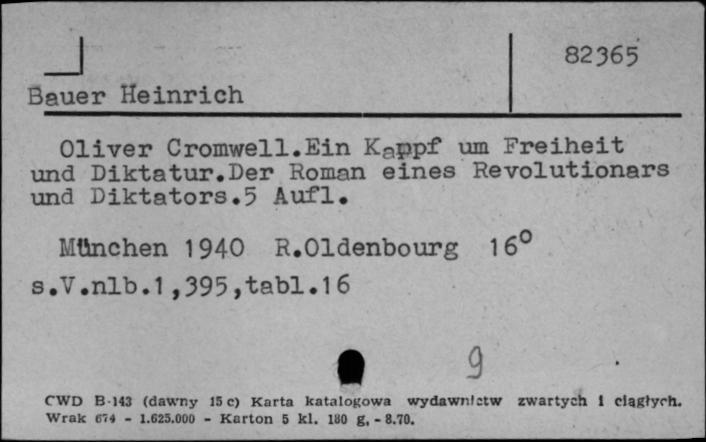 82365
Bauer Heinrich
Oliver Cromwell.Ein Kappf um Freiheit
und Diktatur.Der Roman eines Revolutionars
und Diktators.5 Aufl.
München 1940 R.Oldenbourg 16⁰
s.V.nlb.1,395,tabl.16
9
CWD B-143 (dawny 15 c) Karta katalogowa wydawnictw zwartych i ciągłych.
Wrak 674 - 1.625.000 - Karton 5 kl. 180 g, - 8.70.